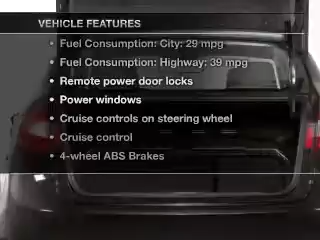 VEHICLE FEATURES
• Fuel Consumption: City: 29 mpg
• Fuel Consumption: Highway: 39 mpg
• Remote power door locks
• Power windows
• Cruise controls on steering wheel
• Cruise control
• 4-wheel ABS Brakes